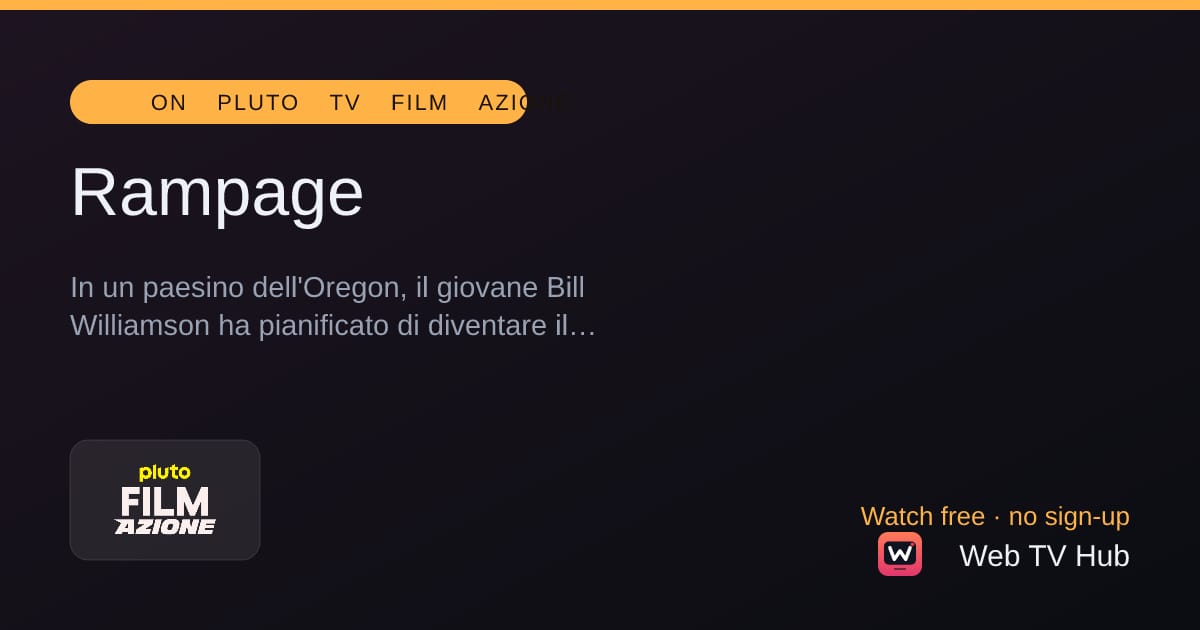 ON PLUTO TV FILM AZIONE
Rampage
In un paesino dell'Oregon, il giovane Bill
Williamson ha pianificato di diventare il…
pluto
FILM
AZIONE
Watch free · no sign-up
W
Web TV Hub